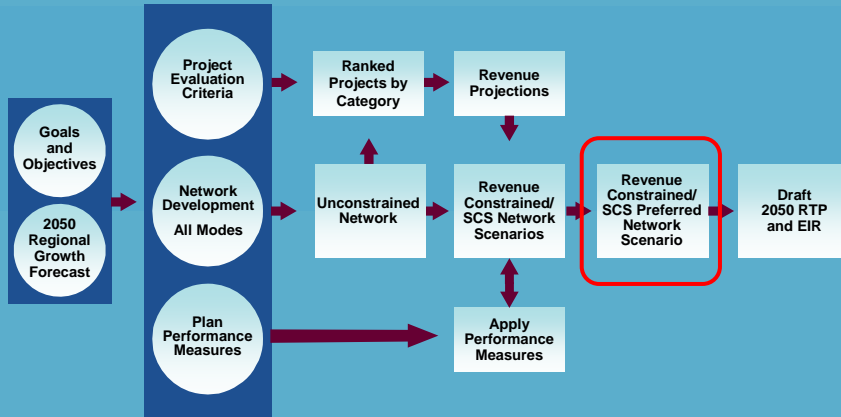 Goals
and
Objectives
2050
Regional
Growth
Forecast
Project
Evaluation
Criteria
Network
Development
All Modes
Plan
Performance
Measures
Ranked
Projects by
Category
Revenue
Projections
Unconstrained
Network
Revenue
Constrained/
SCS Network
Scenarios
Revenue
Constrained/
SCS Preferred
Network
Scenario
Draft
2050 RTP
and EIR
Apply
Performance
Measures